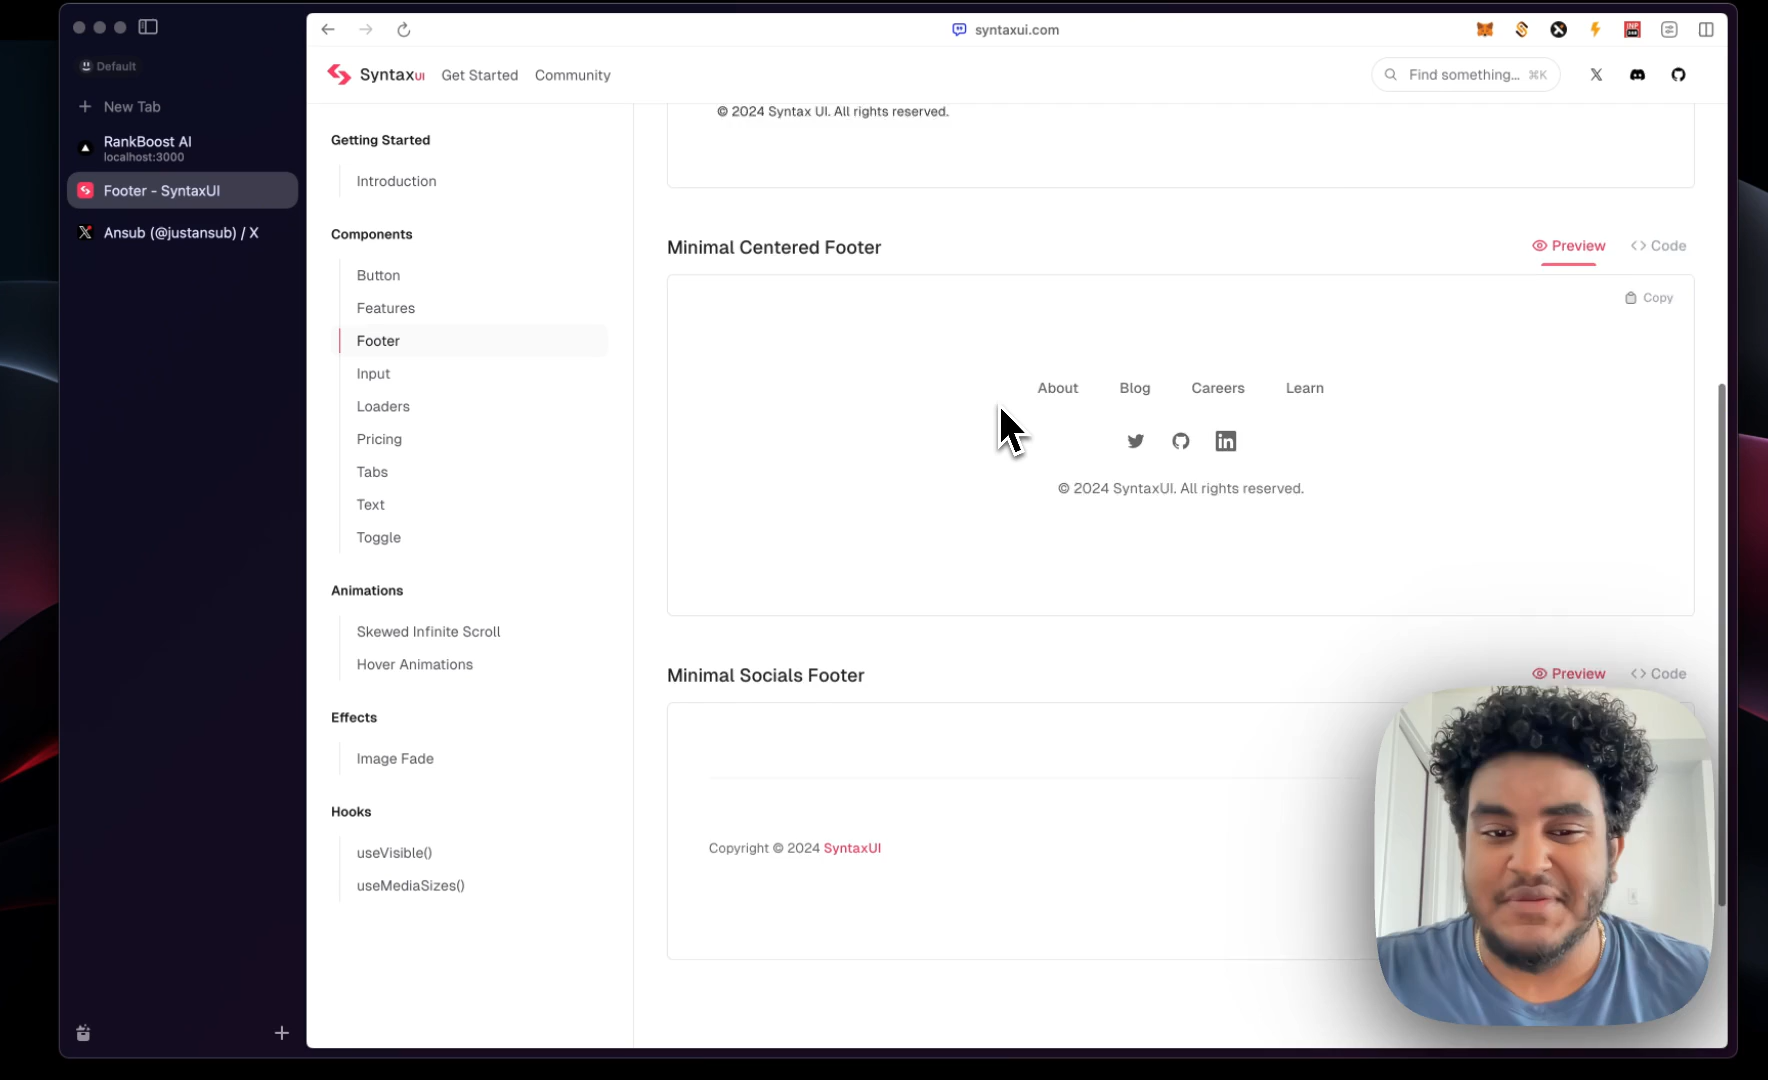 Default
New Tab
RankBoost AI
localhost:3000
Footer - SyntaxUI
Ansub (@justansub) / X
syntaxui.com
SyntaxUI
Get Started
Community
Find something... ⌘K
Getting Started
Introduction
Components
Button
Features
Footer
Input
Loaders
Pricing
Tabs
Text
Toggle
Animations
Skewed Infinite Scroll
Hover Animations
Effects
Image Fade
Hooks
useVisible()
useMediaSizes()
© 2024 Syntax UI. All rights reserved.
Minimal Centered Footer
Preview
<> Code
Copy
About Blog Careers Learn
© 2024 SyntaxUI. All rights reserved.
Minimal Socials Footer
Preview
<> Code
Copyright © 2024 SyntaxUI